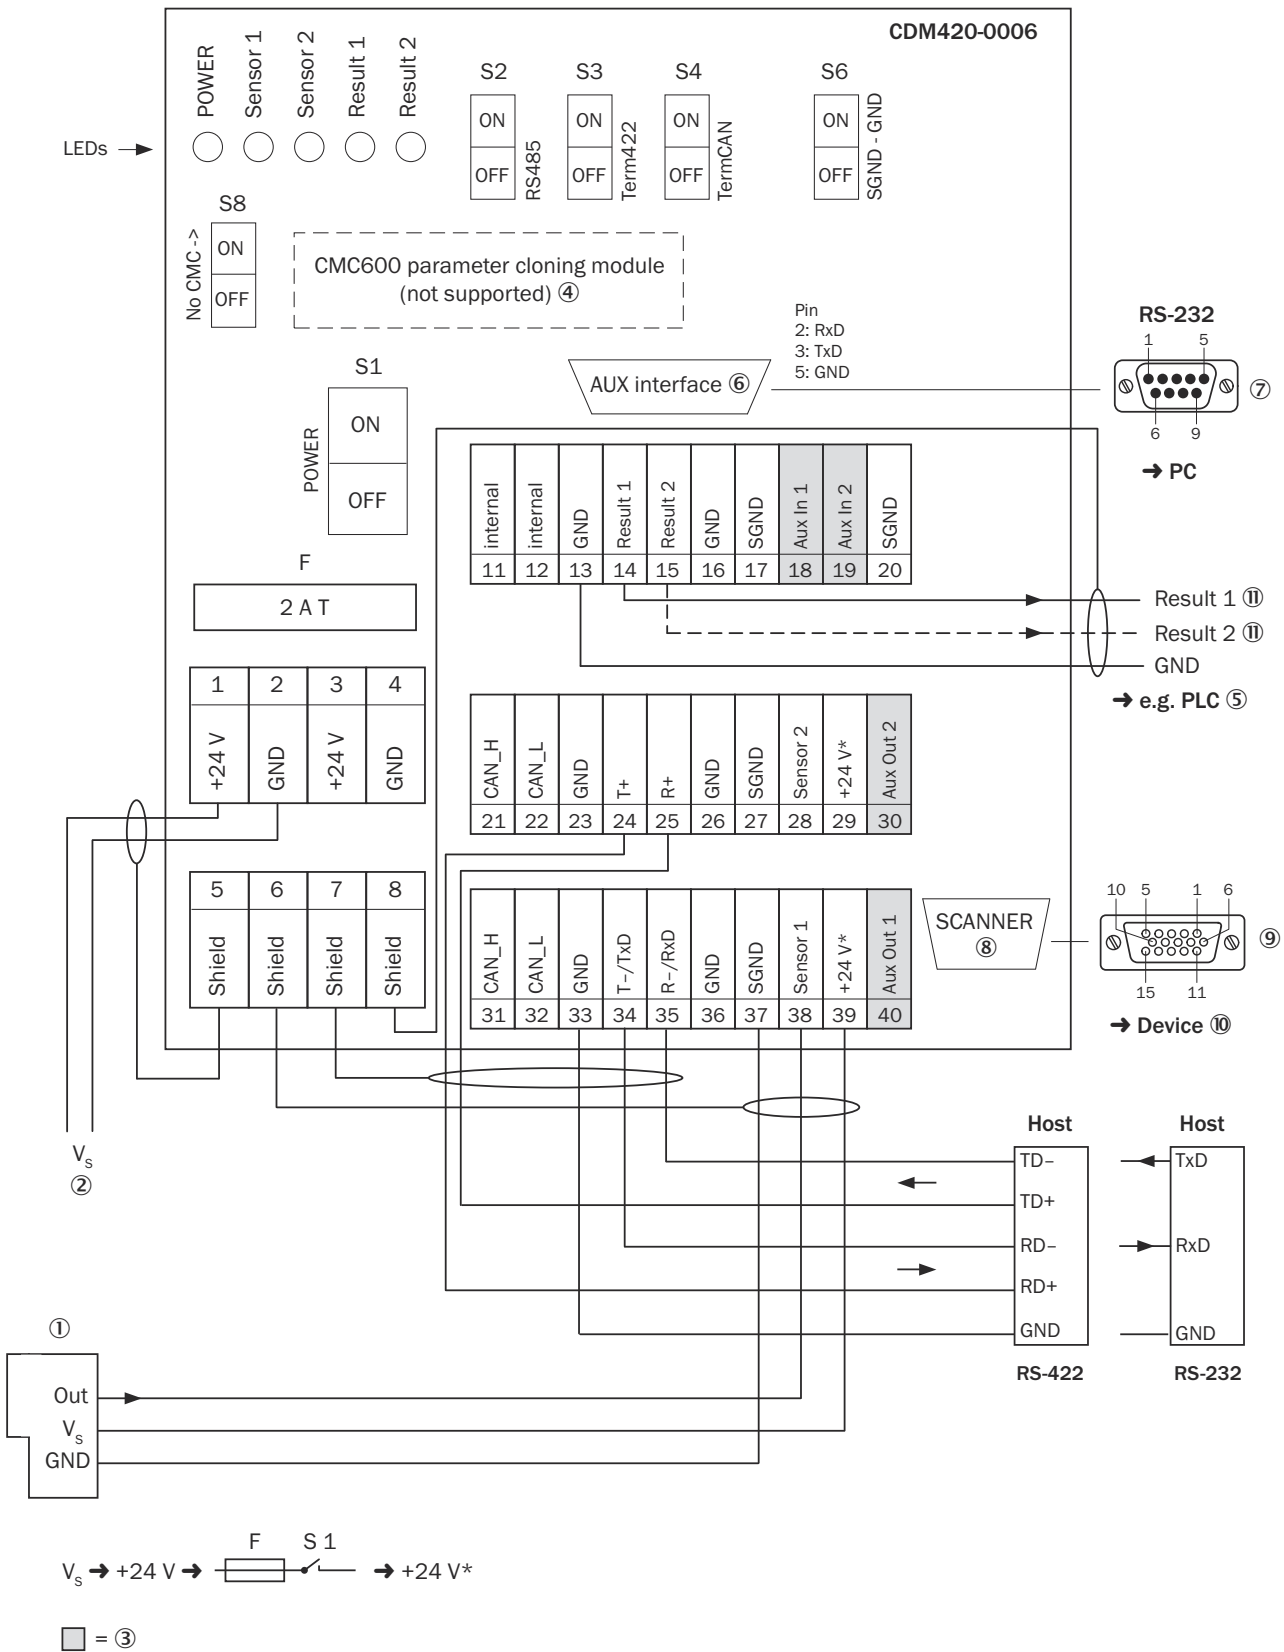 CDM420-0006
POWER
Sensor 1
Sensor 2
Result 1
Result 2
LEDs
S2
ON
OFF
RS485
S3
ON
OFF
Term422
S4
ON
OFF
TermCAN
S6
ON
OFF
SGND - GND
S8
No CMC ->
ON
OFF
CMC600 parameter cloning module
(not supported) ④
S1
POWER
ON
OFF
AUX interface ⑥
Pin
2: RxD
3: TxD
5: GND
RS-232
1 5
6 9
⑦
➔ PC
F
2 A T
internal internal GND Result 1 Result 2 GND SGND Aux In 1 Aux In 2 SGND
11 12 13 14 15 16 17 18 19 20
Result 1 ⑪
Result 2 ⑪
GND
➔ e.g. PLC ⑤
1 2 3 4
+24 V GND +24 V GND
CAN_H CAN_L GND T+ R+ GND SGND Sensor 2 +24 V* Aux Out 2
21 22 23 24 25 26 27 28 29 30
5 6 7 8
Shield Shield Shield Shield
CAN_H CAN_L GND T–/TxD R–/RxD GND SGND Sensor 1 +24 V* Aux Out 1
31 32 33 34 35 36 37 38 39 40
SCANNER
⑧
10 5 1 6
15 11
⑨
➔ Device ⑩
Vs
②
Host
TD–
TD+
RD–
RD+
GND
RS-422
Host
TxD
RxD
GND
RS-232
①
Out
Vs
GND
F S 1
Vs ➔ +24 V ➔ ➔ +24 V*
= ③